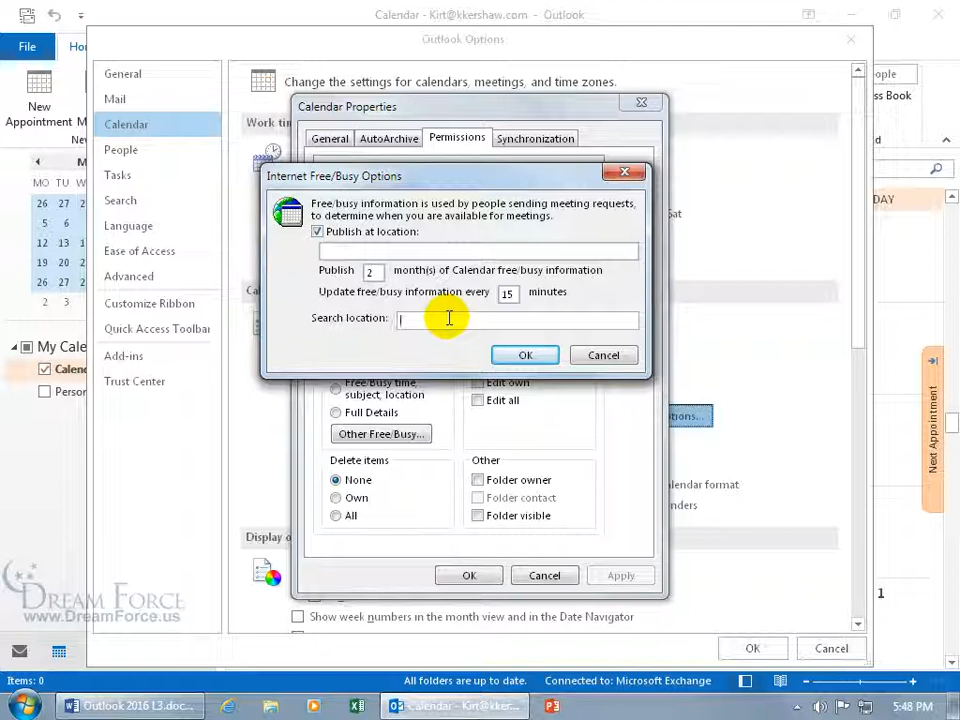 Calendar - Kirt@kkershaw.com - Outlook
File
Outlook Options
General
Mail
Calendar
People
Tasks
Search
Language
Ease of Access
Advanced
Customize Ribbon
Quick Access Toolbar
Add-ins
Trust Center
New
Appointment
MO TU
26 27
5 6
12 13
19 20
26 27
2 3
My Cal
Calend
Person
Change the settings for calendars, meetings, and time zones.
Work tim
Calendar Properties
General
AutoArchive
Permissions
Synchronization
Internet Free/Busy Options
Free/busy information is used by people sending meeting requests,
to determine when you are available for meetings.
Publish at location:
Publish 2 month(s) of Calendar free/busy information
Update free/busy information every 15 minutes
Search location:
OK
Cancel
Free/Busy time,
subject, location
Full Details
Other Free/Busy...
Edit own
Edit all
Delete items
None
Own
All
Other
Folder owner
Folder contact
Folder visible
OK
Cancel
Apply
Display o
Show week numbers in the month view and in the Date Navigator
OK
Cancel
eople
ss Book
DAY
at
ions...
endar format
nders
Next Appointment
1
DREAM FORCE
www.DreamForce.us
Items: 0
All folders are up to date.
Connected to: Microsoft Exchange
Outlook 2016 L3.doc...
Calendar - Kirt@kker...
5:48 PM